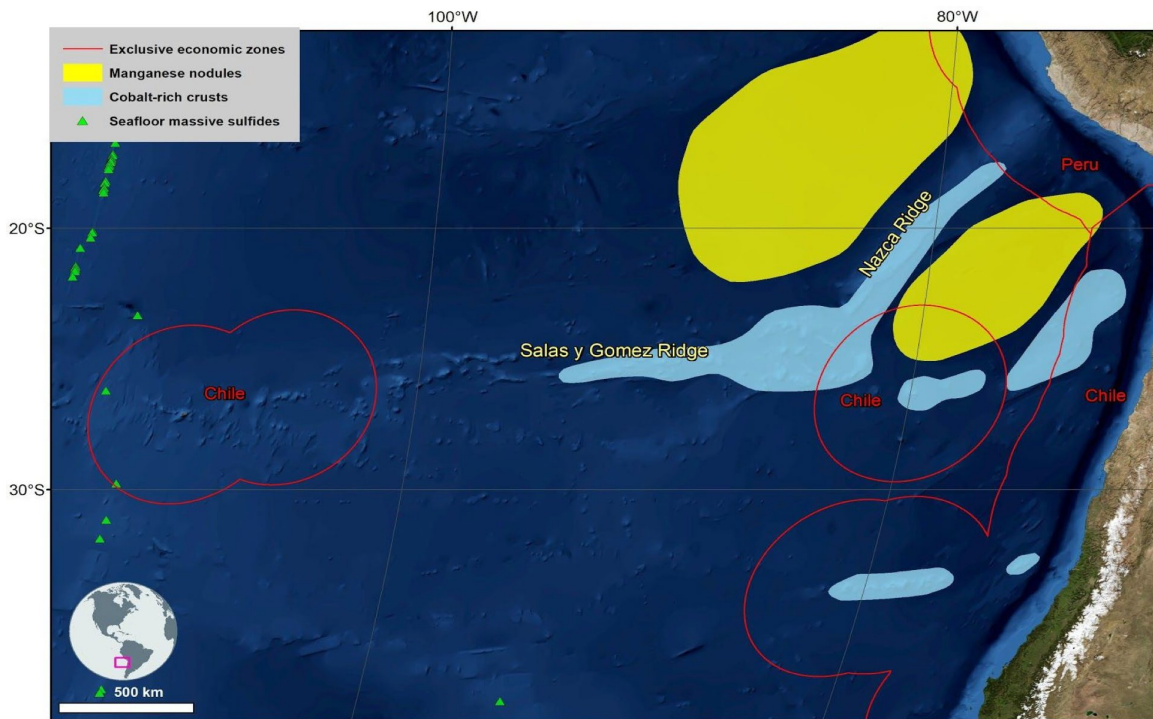 100°W
80°W
Exclusive economic zones
Manganese nodules
Cobalt-rich crusts
Seafloor massive sulfides
Peru
20°S
Nazca Ridge
Salas y Gomez Ridge
Chile
Chile
Chile
30°S
500 km